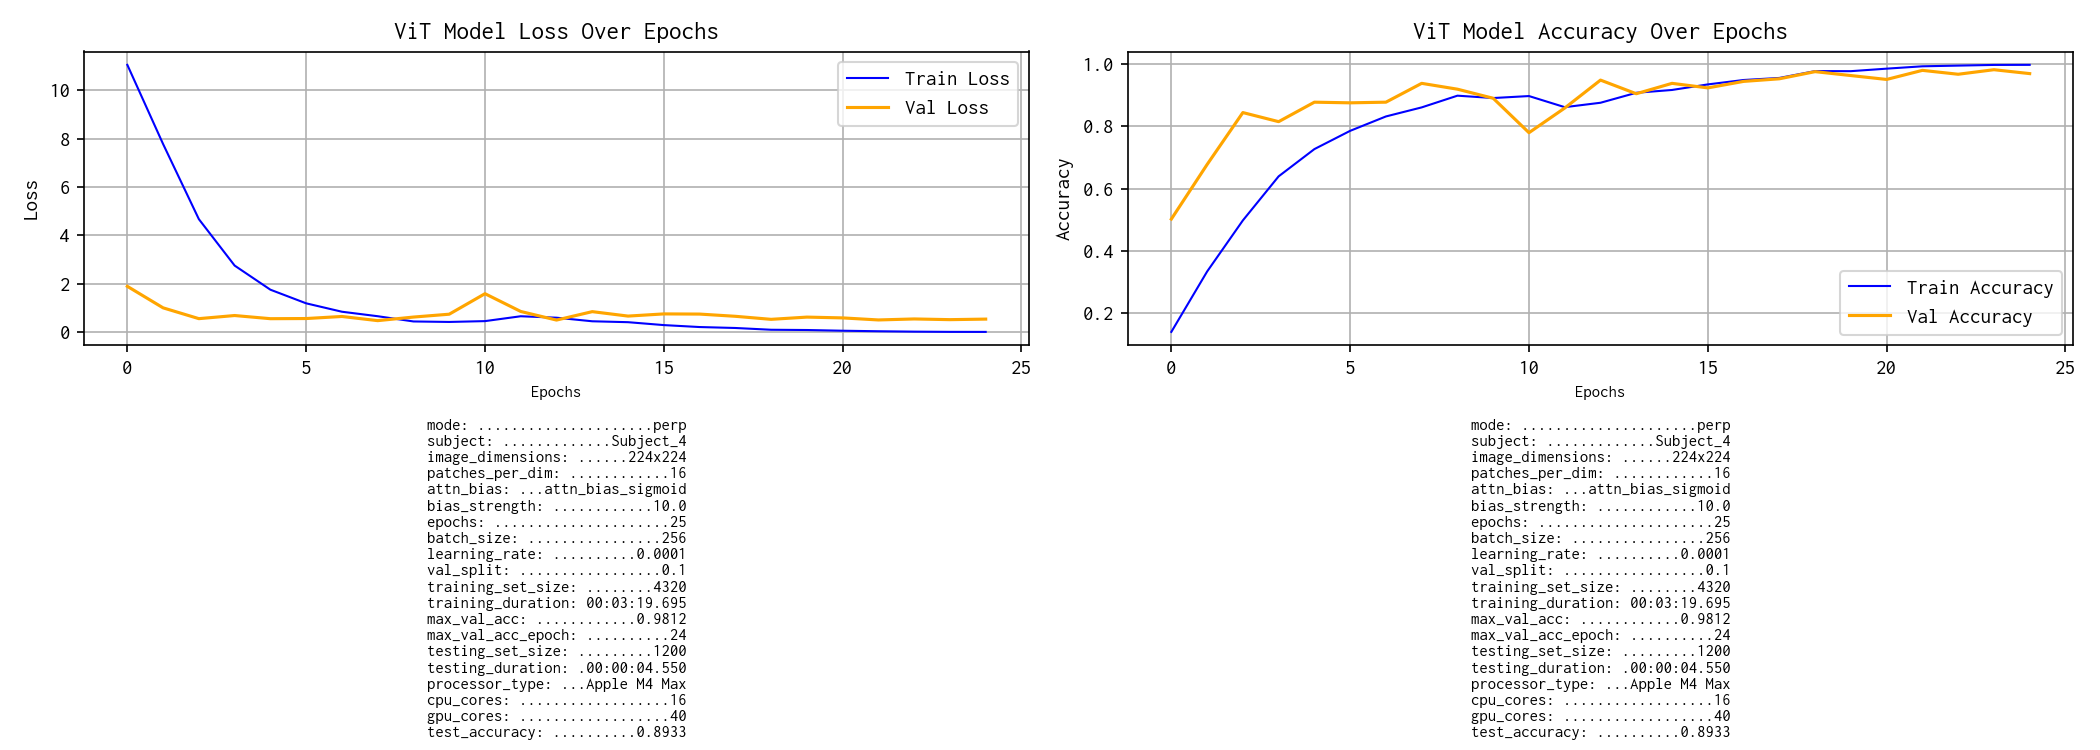 ViT Model Loss Over Epochs
10
8
6
4
2
0
Loss
Train Loss
Val Loss
0 5 10 15 20 25
Epochs
mode: .....................perp
subject: .............Subject_4
image_dimensions: ......224x224
patches_per_dim: ............16
attn_bias: ...attn_bias_sigmoid
bias_strength: ............10.0
epochs: .....................25
batch_size: ................256
learning_rate: ..........0.0001
val_split: .................0.1
training_set_size: ........4320
training_duration: 00:03:19.695
max_val_acc: ............0.9812
max_val_acc_epoch: ..........24
testing_set_size: .........1200
testing_duration: .00:00:04.550
processor_type: ...Apple M4 Max
cpu_cores: ..................16
gpu_cores: ..................40
test_accuracy: ..........0.8933
ViT Model Accuracy Over Epochs
1.0
0.8
0.6
0.4
0.2
Accuracy
Train Accuracy
Val Accuracy
0 5 10 15 20 25
Epochs
mode: .....................perp
subject: .............Subject_4
image_dimensions: ......224x224
patches_per_dim: ............16
attn_bias: ...attn_bias_sigmoid
bias_strength: ............10.0
epochs: .....................25
batch_size: ................256
learning_rate: ..........0.0001
val_split: .................0.1
training_set_size: ........4320
training_duration: 00:03:19.695
max_val_acc: ............0.9812
max_val_acc_epoch: ..........24
testing_set_size: .........1200
testing_duration: .00:00:04.550
processor_type: ...Apple M4 Max
cpu_cores: ..................16
gpu_cores: ..................40
test_accuracy: ..........0.8933